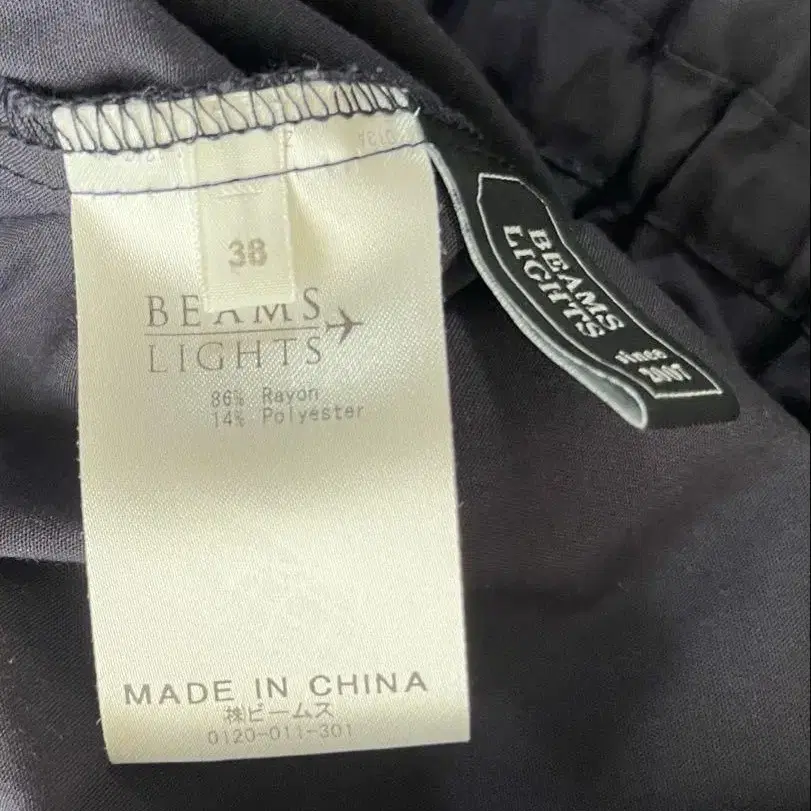 38
BEAMS
LIGHTS
86% Rayon
14% Polyester
MADE IN CHINA
㈱ビームス
0120-011-301
BEAMS
LIGHTS
since
2007